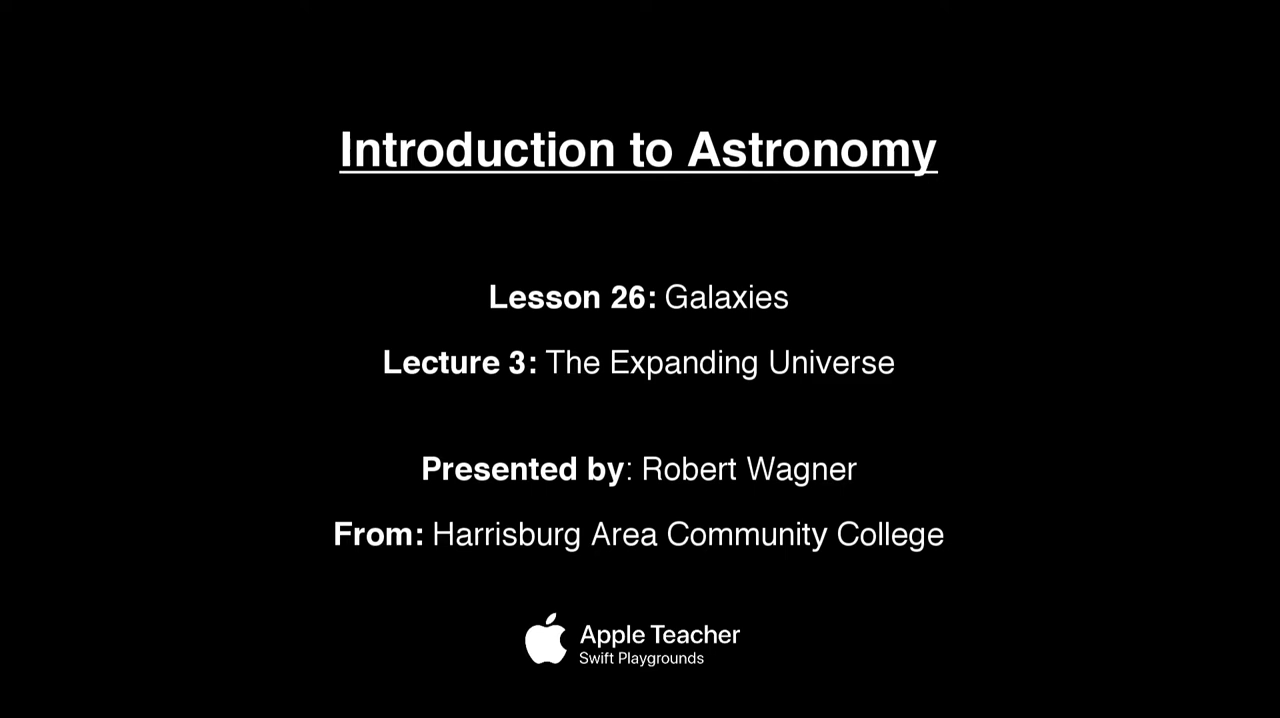 Introduction to Astronomy
Lesson 26: Galaxies
Lecture 3: The Expanding Universe
Presented by: Robert Wagner
From: Harrisburg Area Community College
Apple Teacher
Swift Playgrounds